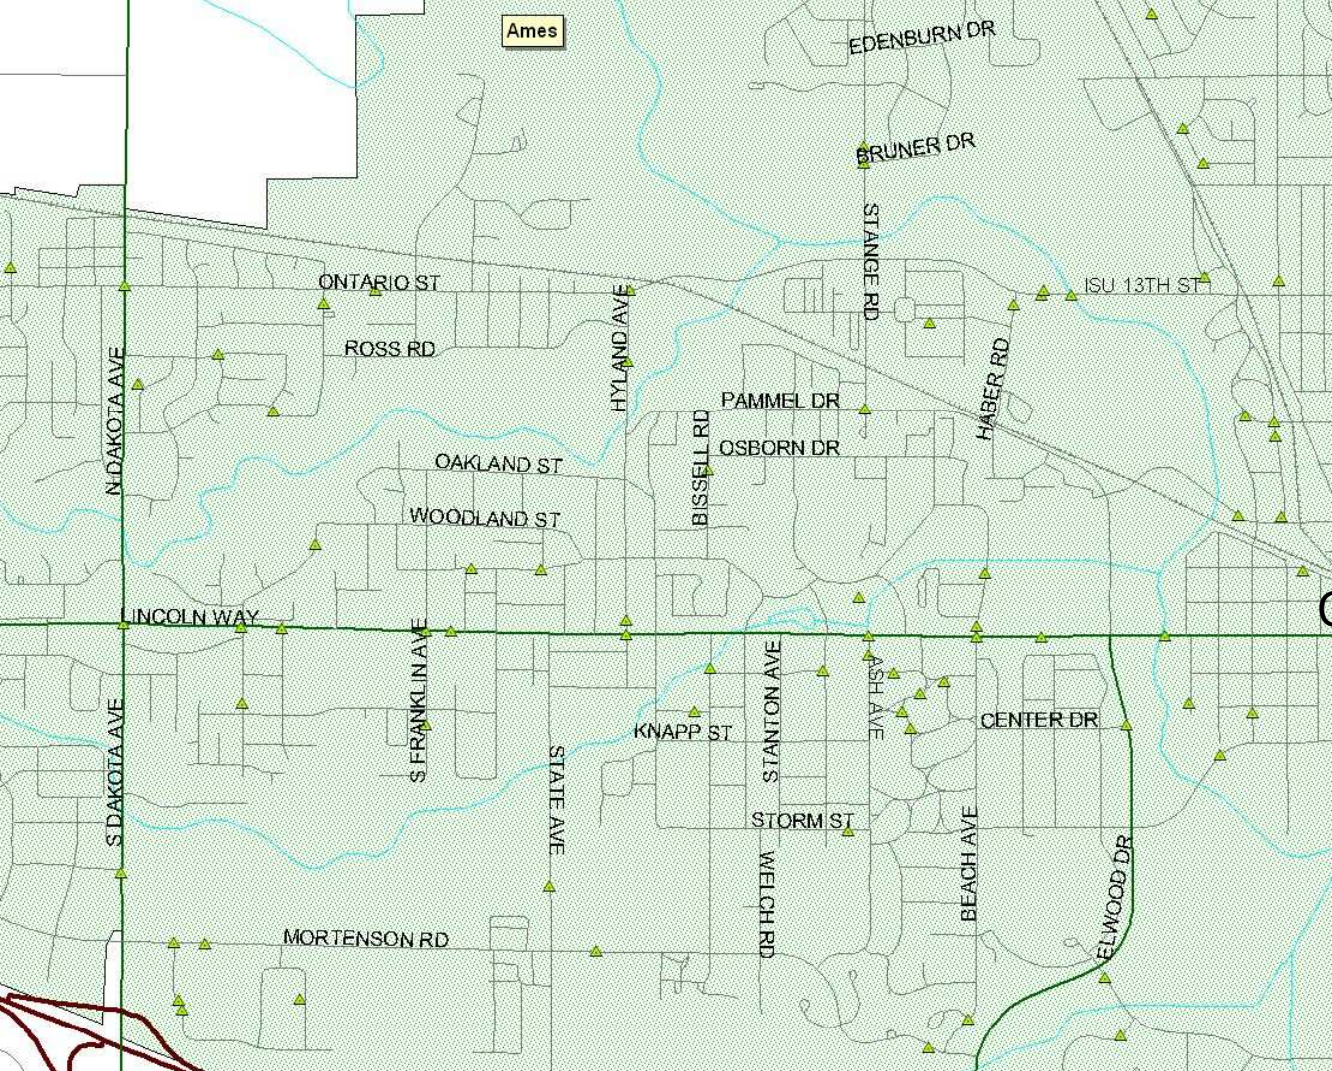 Ames
EDENBURN DR
BRUNER DR
STANGE RD
ONTARIO ST
ISU 13TH ST
HYLAND AVE
ROSS RD
N DAKOTA AVE
HABER RD
PAMMEL DR
BISSELL RD
OSBORN DR
OAKLAND ST
WOODLAND ST
LINCOLN WAY
S FRANKLIN AVE
STANTON AVE
ASH AVE
S DAKOTA AVE
KNAPP ST
CENTER DR
STATE AVE
STORM ST
BEACH AVE
ELWOOD DR
WELCH RD
MORTENSON RD